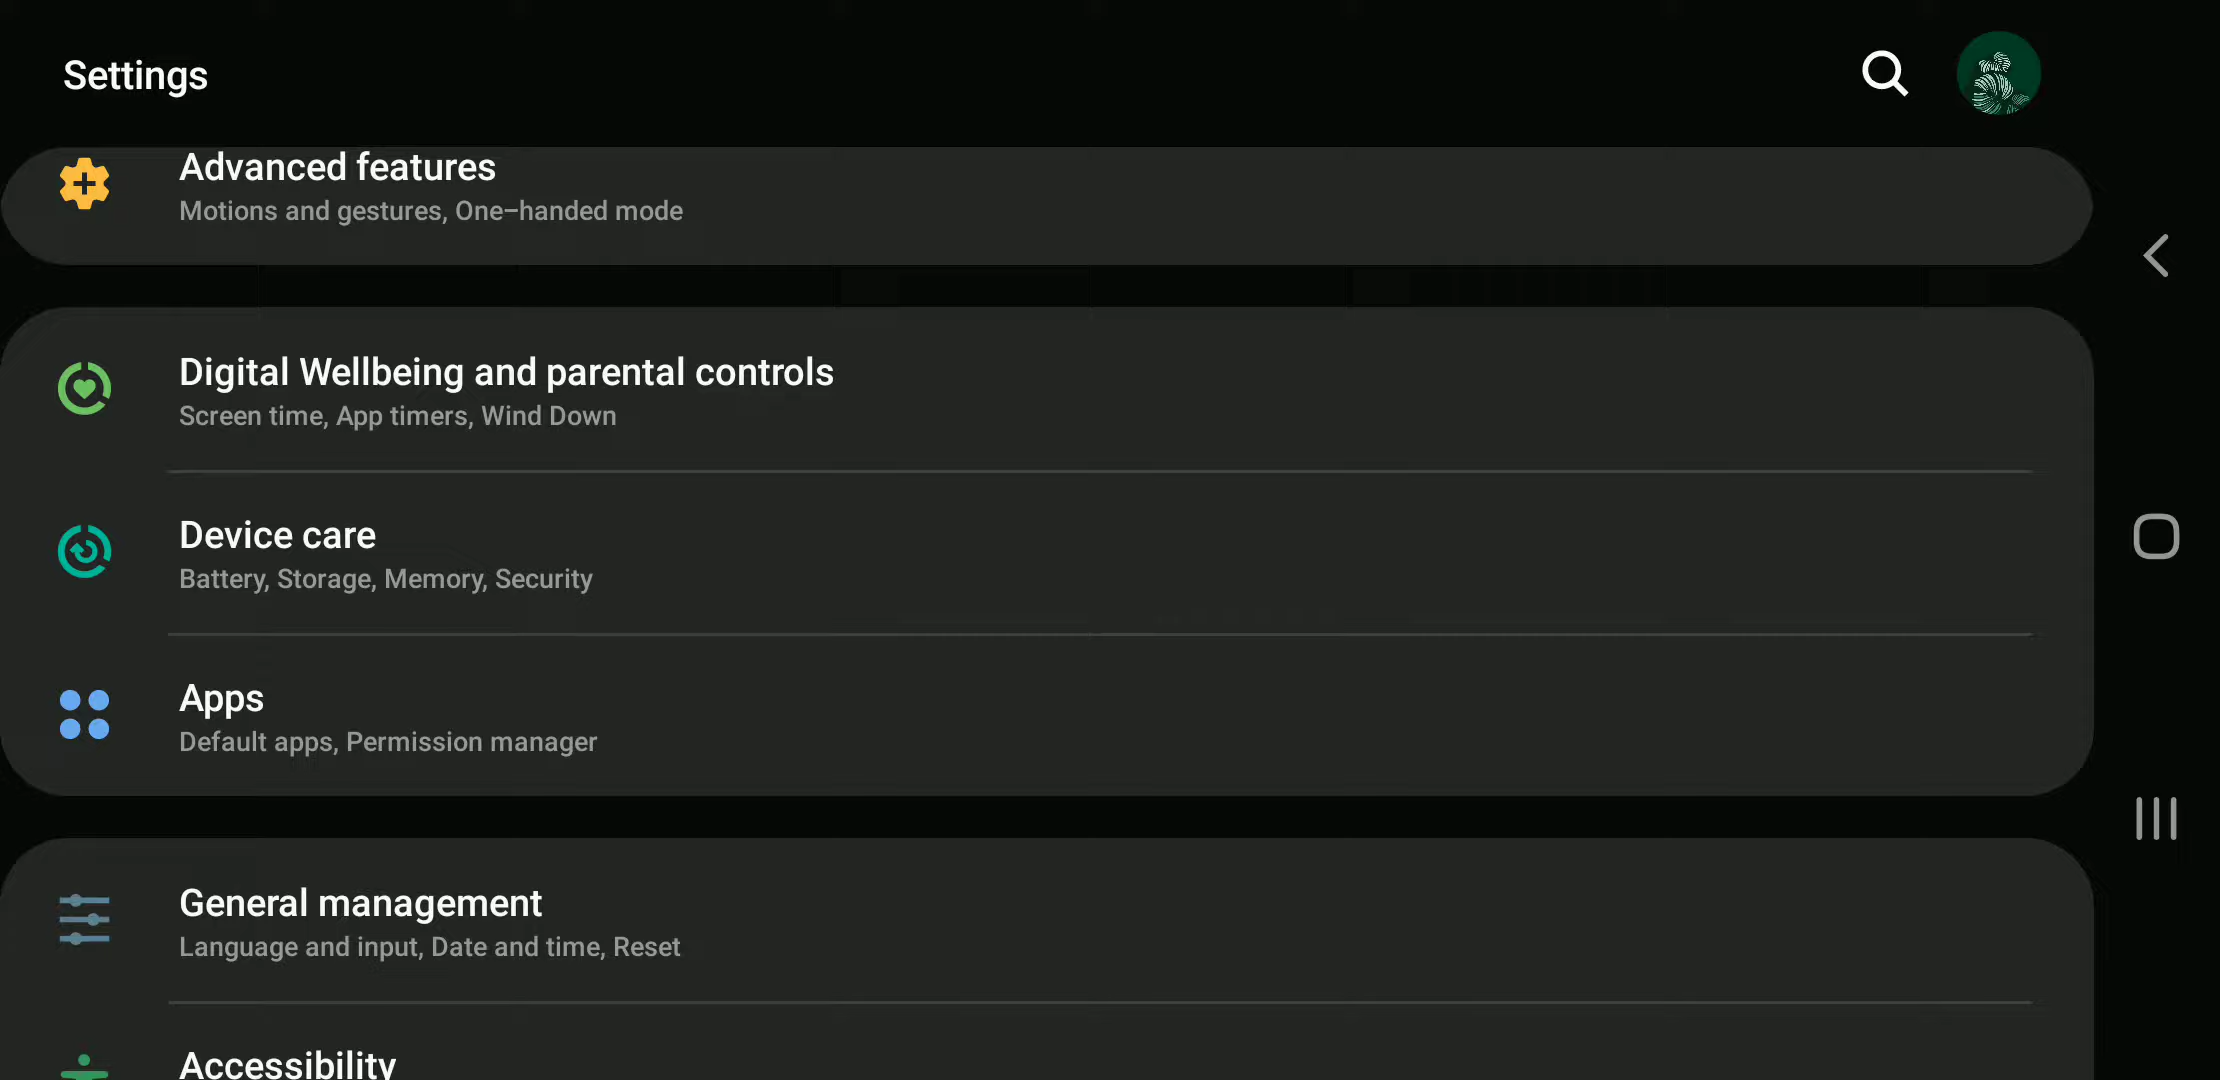 Settings
Advanced features
Motions and gestures, One-handed mode
Digital Wellbeing and parental controls
Screen time, App timers, Wind Down
Device care
Battery, Storage, Memory, Security
Apps
Default apps, Permission manager
General management
Language and input, Date and time, Reset
Accessibility